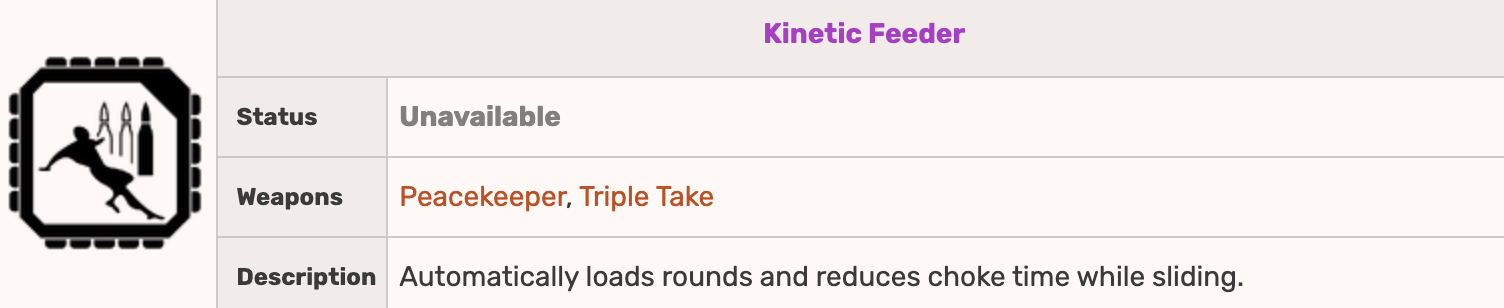 Kinetic Feeder
Status
Unavailable
Weapons
Peacekeeper, Triple Take
Description
Automatically loads rounds and reduces choke time while sliding.